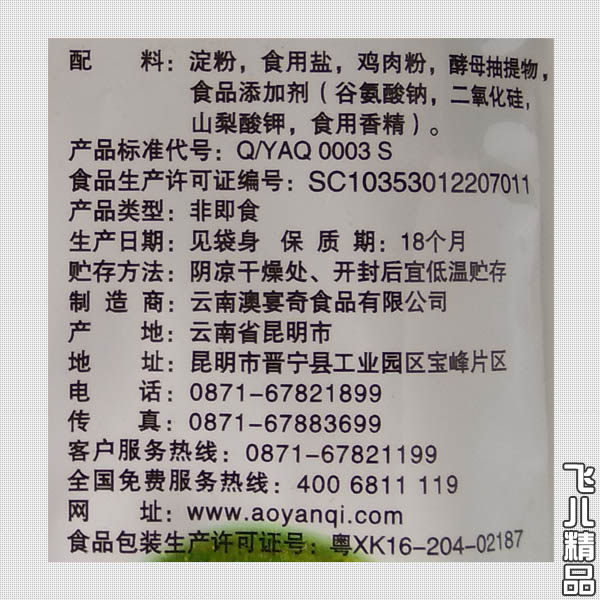 配 料：淀粉，食用盐，鸡肉粉，酵母抽提物，
食品添加剂（谷氨酸钠，二氧化硅，
山梨酸钾，食用香精）。
产品标准代号：Q/YAQ 0003 S
食品生产许可证编号：SC10353012207011
产品类型：非即食
生产日期：见袋身 保 质 期：18个月
贮存方法：阴凉干燥处、开封后宜低温贮存
制 造 商：云南澳宴奇食品有限公司
产 地：云南省昆明市
地 址：昆明市晋宁县工业园区宝峰片区
电 话：0871-67821899
传 真：0871-67883699
客户服务热线：0871-67821199
全国免费服务热线：400 6811 119
网 址：www.aoyanqi.com
食品包装生产许可证号：粤XK16-204-02187
飞儿精品